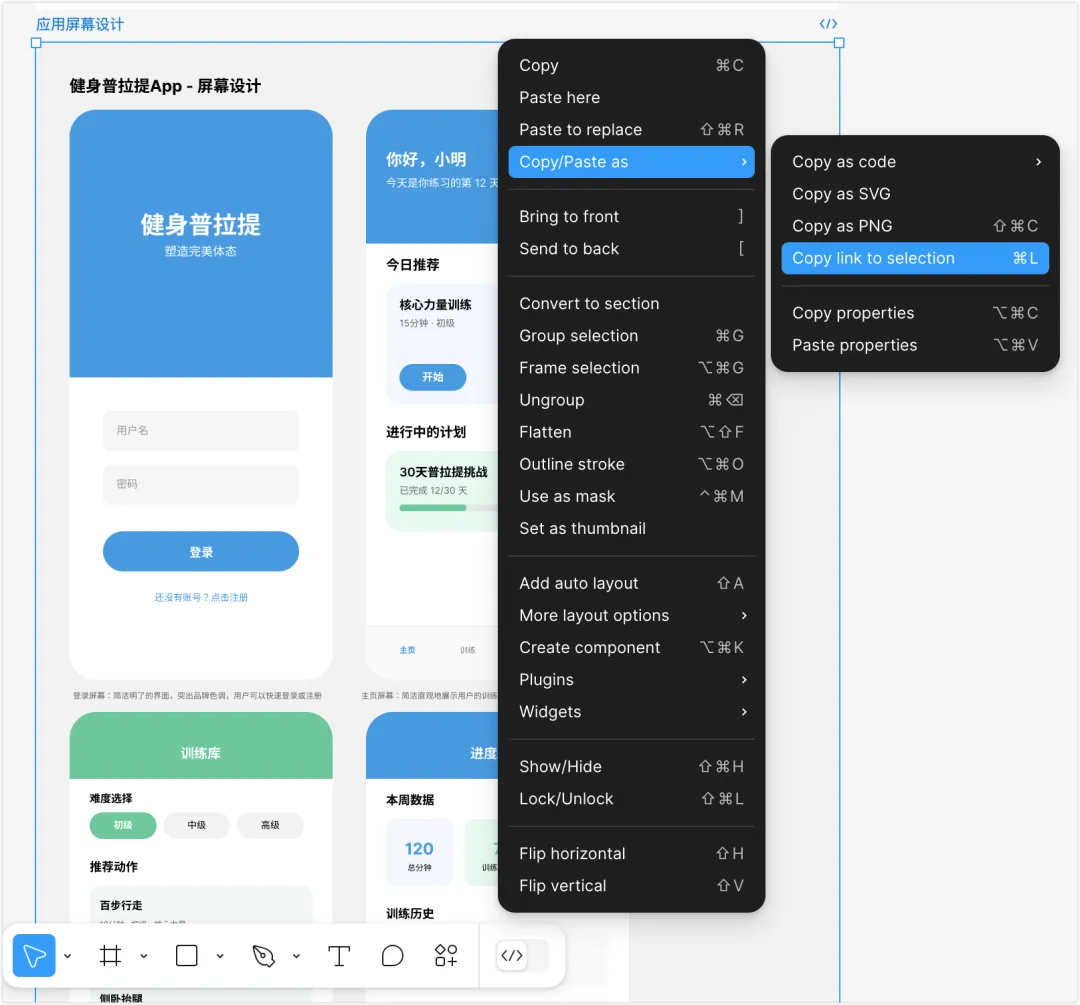 应用屏幕设计
健身普拉提App - 屏幕设计
健身普拉提
塑造完美体态
用户名
密码
登录
还没有账号？点击注册
登录屏幕：简洁明了的界面，突出品牌色调，用户可以快速登录或注册
你好，小明
今天是你练习的第 12 天
今日推荐
核心力量训练
15分钟 · 初级
开始
进行中的计划
30天普拉提挑战
已完成 12/30 天
主页
训练
主页屏幕：简洁直观地展示用户的训练
训练库
难度选择
初级
中级
高级
推荐动作
百步行走
侧卧抬腿
进度
本周数据
120
总分钟
训练
训练历史
Copy ⌘C
Paste here
Paste to replace ⇧⌘R
Copy/Paste as
Bring to front ]
Send to back [
Convert to section
Group selection ⌘G
Frame selection ⌥⌘G
Ungroup ⌘⌫
Flatten ⌥⇧F
Outline stroke ⌥⌘O
Use as mask ^⌘M
Set as thumbnail
Add auto layout ⇧A
More layout options
Create component ⌥⌘K
Plugins
Widgets
Show/Hide ⇧⌘H
Lock/Unlock ⇧⌘L
Flip horizontal ⇧H
Flip vertical ⇧V
Copy as code
Copy as SVG
Copy as PNG ⇧⌘C
Copy link to selection ⌘L
Copy properties ⌥⌘C
Paste properties ⌥⌘V